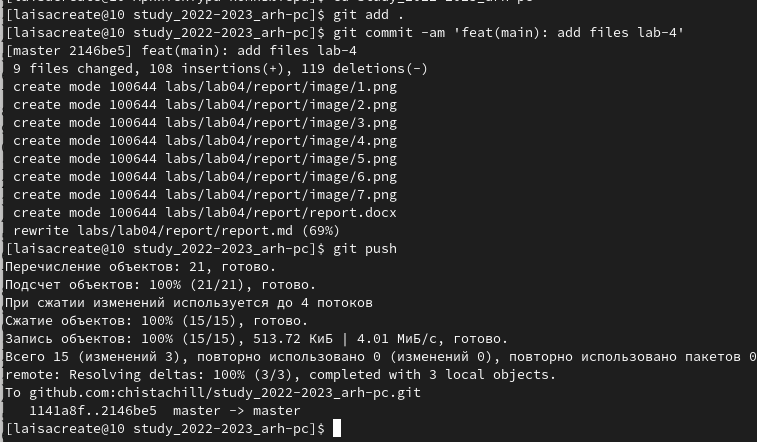 [laisacreate@10 study_2022-2023_arh-pc]$ git add .
[laisacreate@10 study_2022-2023_arh-pc]$ git commit -am 'feat(main): add files lab-4'
[master 2146be5] feat(main): add files lab-4
 9 files changed, 108 insertions(+), 119 deletions(-)
 create mode 100644 labs/lab04/report/image/1.png
 create mode 100644 labs/lab04/report/image/2.png
 create mode 100644 labs/lab04/report/image/3.png
 create mode 100644 labs/lab04/report/image/4.png
 create mode 100644 labs/lab04/report/image/5.png
 create mode 100644 labs/lab04/report/image/6.png
 create mode 100644 labs/lab04/report/image/7.png
 create mode 100644 labs/lab04/report/report.docx
 rewrite labs/lab04/report/report.md (69%)
[laisacreate@10 study_2022-2023_arh-pc]$ git push
Перечисление объектов: 21, готово.
Подсчет объектов: 100% (21/21), готово.
При сжатии изменений используется до 4 потоков
Сжатие объектов: 100% (15/15), готово.
Запись объектов: 100% (15/15), 513.72 КиБ | 4.01 МиБ/с, готово.
Всего 15 (изменений 3), повторно использовано 0 (изменений 0), повторно использовано пакетов 0
remote: Resolving deltas: 100% (3/3), completed with 3 local objects.
To github.com:chistachill/study_2022-2023_arh-pc.git
   1141a8f..2146be5  master -> master
[laisacreate@10 study_2022-2023_arh-pc]$